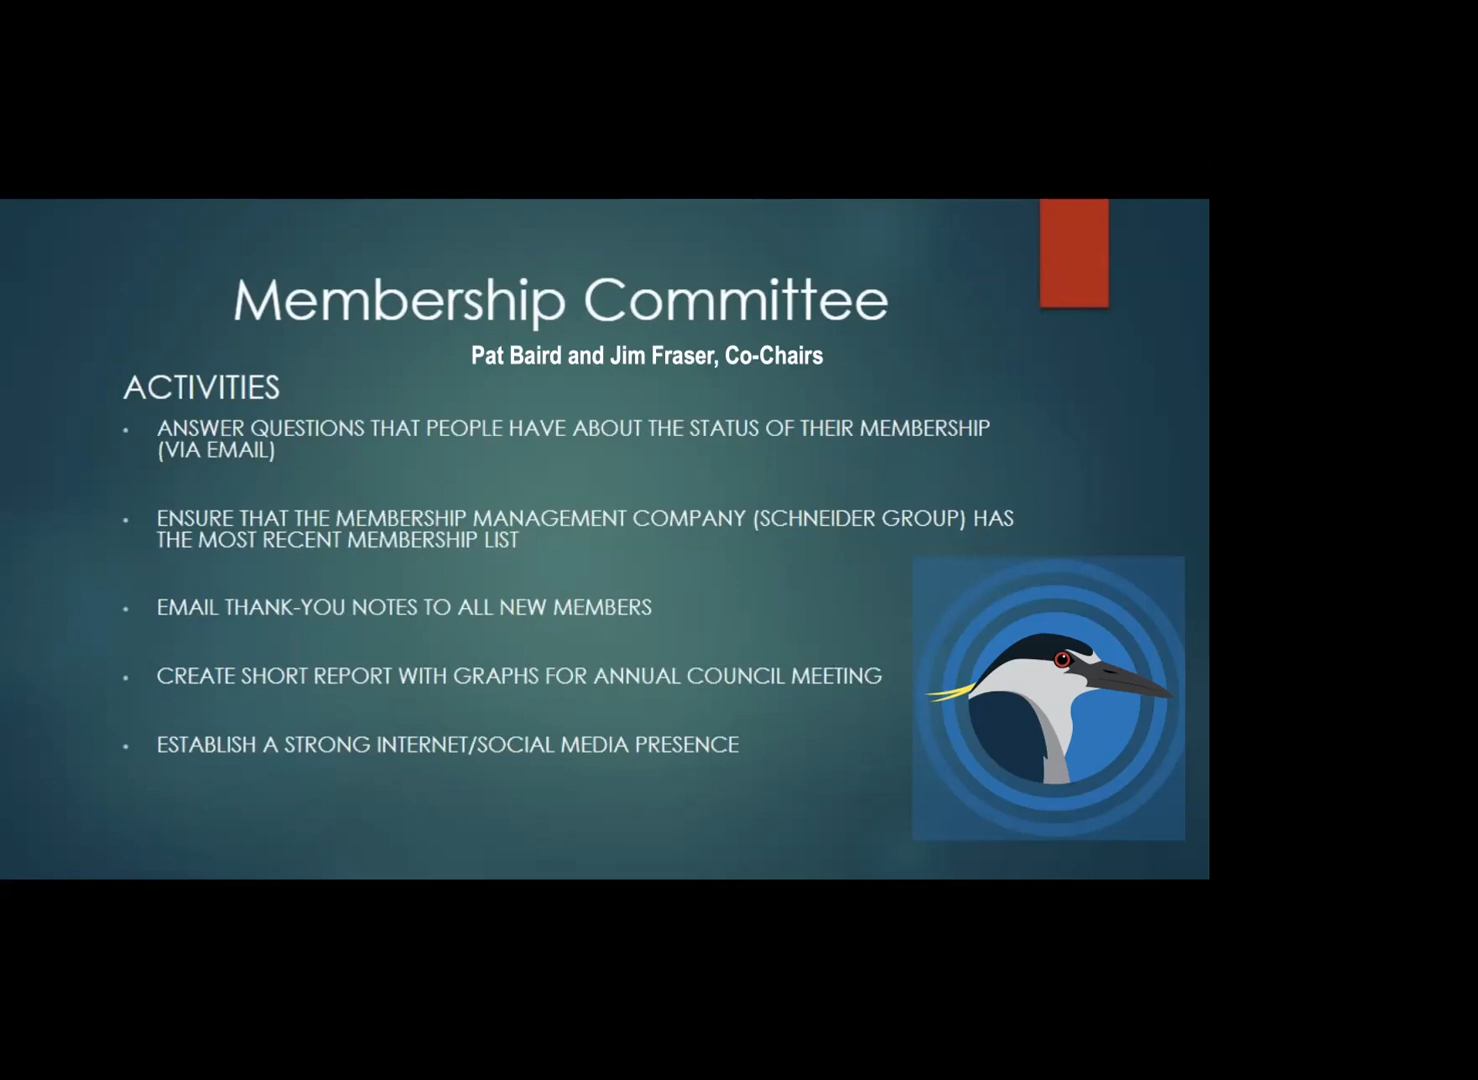 Membership Committee
Pat Baird and Jim Fraser, Co-Chairs
ACTIVITIES
ANSWER QUESTIONS THAT PEOPLE HAVE ABOUT THE STATUS OF THEIR MEMBERSHIP
(VIA EMAIL)
ENSURE THAT THE MEMBERSHIP MANAGEMENT COMPANY (SCHNEIDER GROUP) HAS
THE MOST RECENT MEMBERSHIP LIST
EMAIL THANK-YOU NOTES TO ALL NEW MEMBERS
CREATE SHORT REPORT WITH GRAPHS FOR ANNUAL COUNCIL MEETING
ESTABLISH A STRONG INTERNET/SOCIAL MEDIA PRESENCE